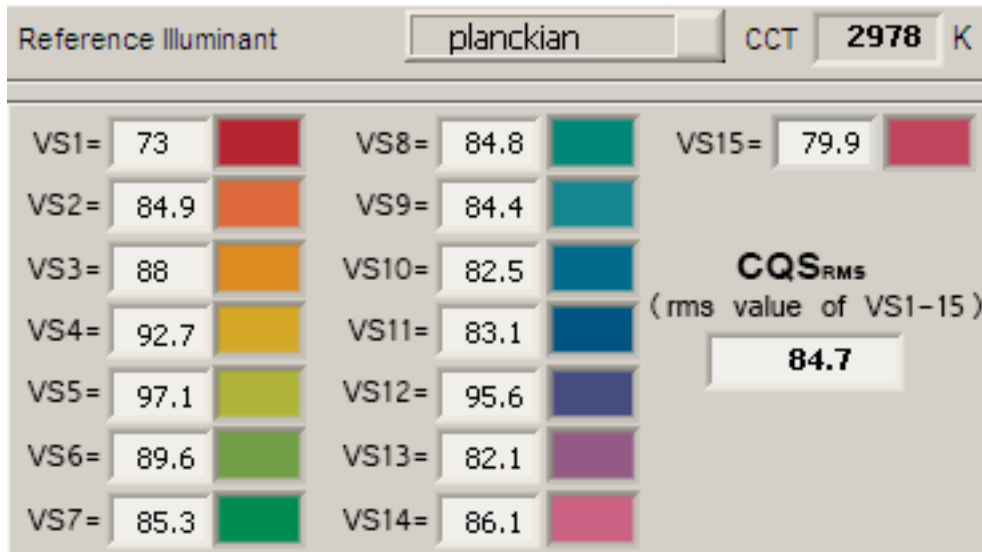 Reference Illuminant planckian CCT 2978 K
VS1= 73 VS8= 84.8 VS15= 79.9
VS2= 84.9 VS9= 84.4
VS3= 88 VS10= 82.5 CQSRMS
(rms value of VS1-15)
VS4= 92.7 VS11= 83.1
84.7
VS5= 97.1 VS12= 95.6
VS6= 89.6 VS13= 82.1
VS7= 85.3 VS14= 86.1